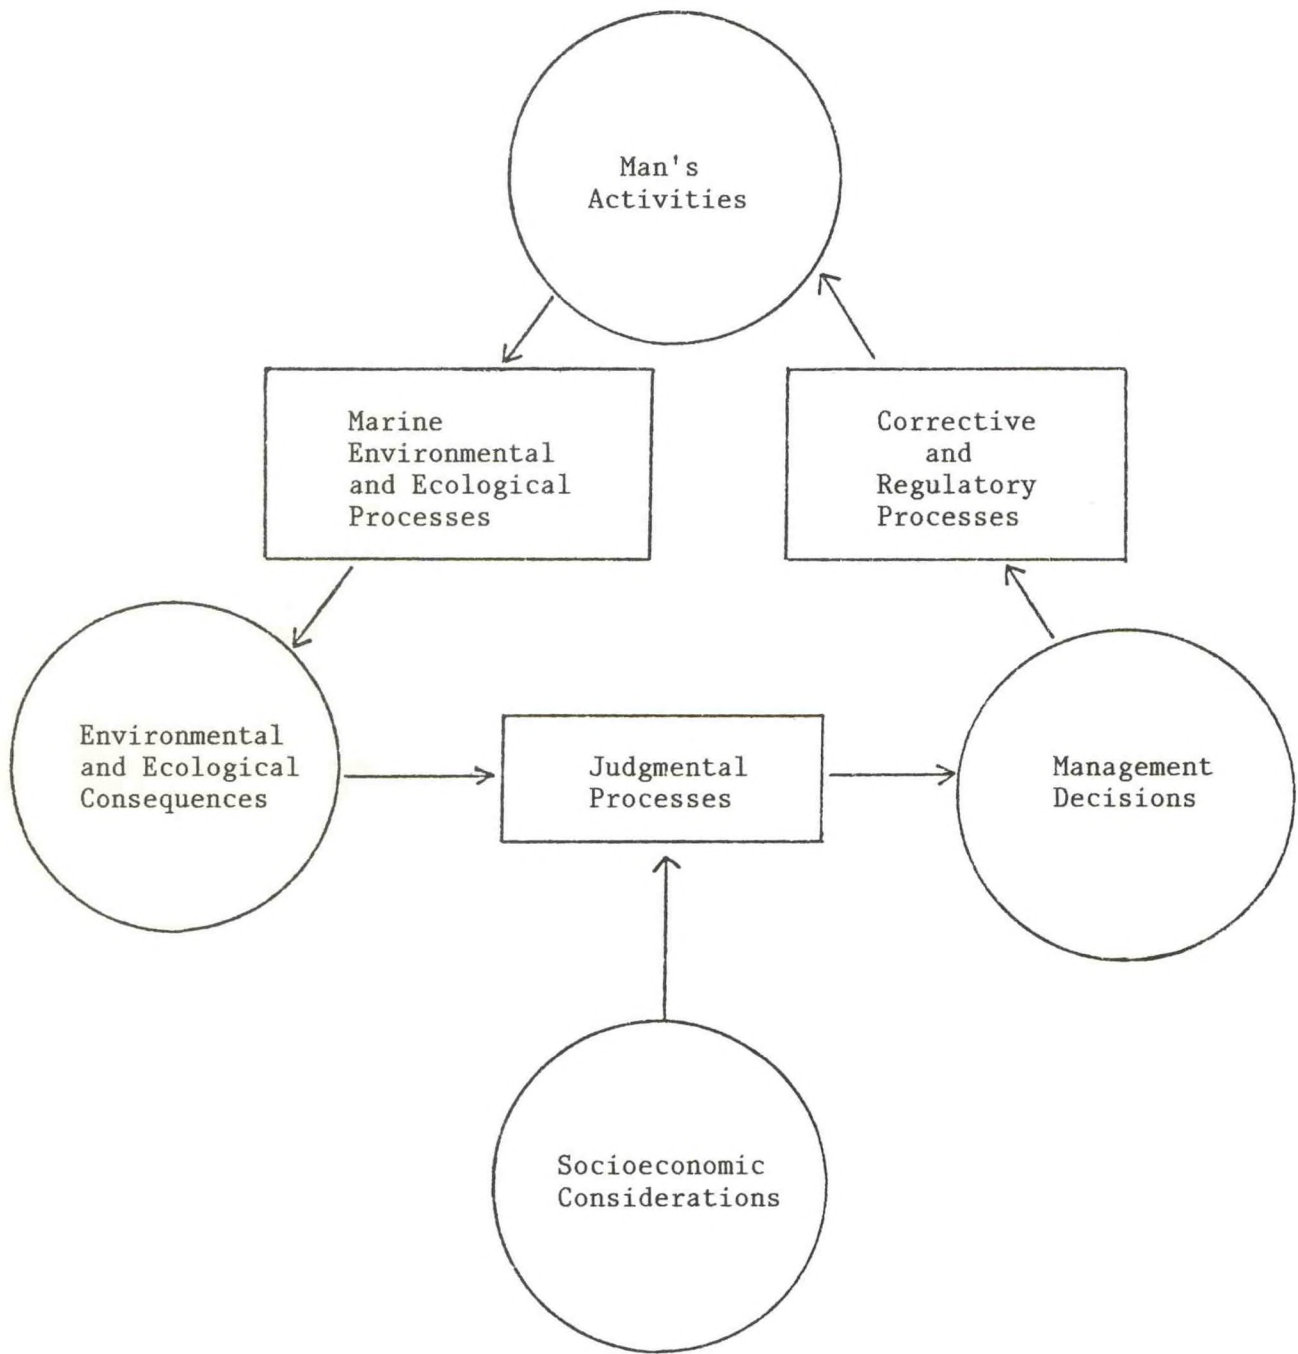 Man's
Activities
Marine
Environmental
and Ecological
Processes
Corrective
and
Regulatory
Processes
Environmental
and Ecological
Consequences
Judgmental
Processes
Management
Decisions
Socioeconomic
Considerations